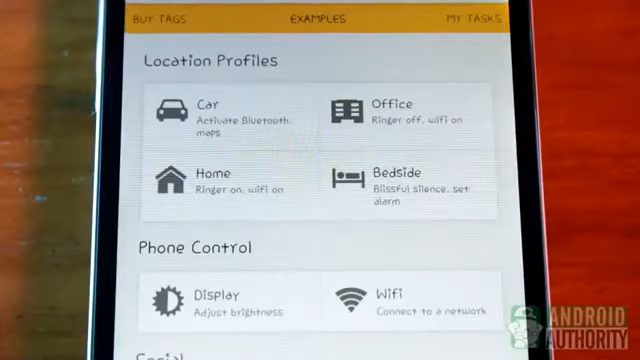 BUY TAGS EXAMPLES MY TASKS
Location Profiles
Car
Activate Bluetooth,
maps
Office
Ringer off, wifi on
Home
Ringer on, wifi on
Bedside
Blissful silence, set
alarm
Phone Control
Display
Adjust brightness
Wifi
Connect to a network
Social
ANDROID
AUTHORITY